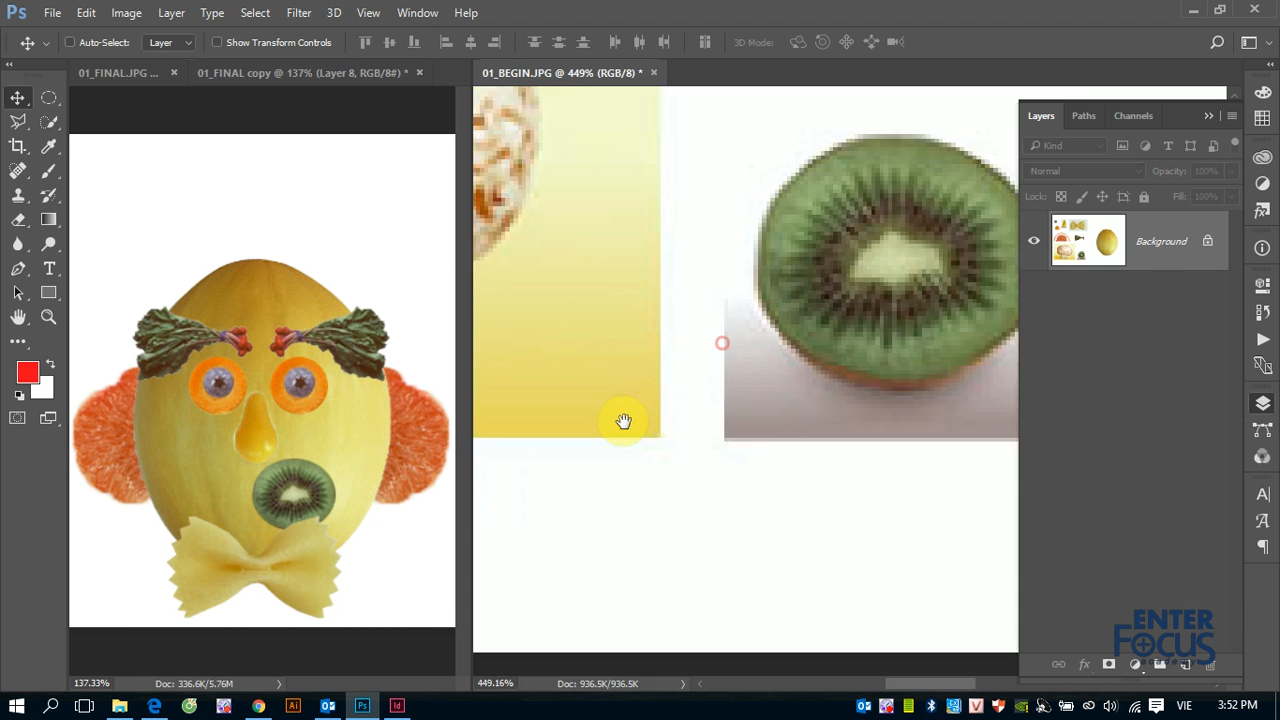 Ps File Edit Image Layer Type Select Filter 3D View Window Help
Auto-Select: Layer Show Transform Controls 3D Mode:
01_FINAL.JPG ... × 01_FINAL copy @ 137% (Layer 8, RGB/8#) * × 01_BEGIN.JPG @ 449% (RGB/8) * ×
Layers Paths Channels
Kind
Normal Opacity: 100%
Lock: Fill: 100%
Background
ENTER
FOCUS
137.33% Doc: 336.6K/5.76M 449.16% Doc: 936.5K/936.5K
VIE 3:52 PM